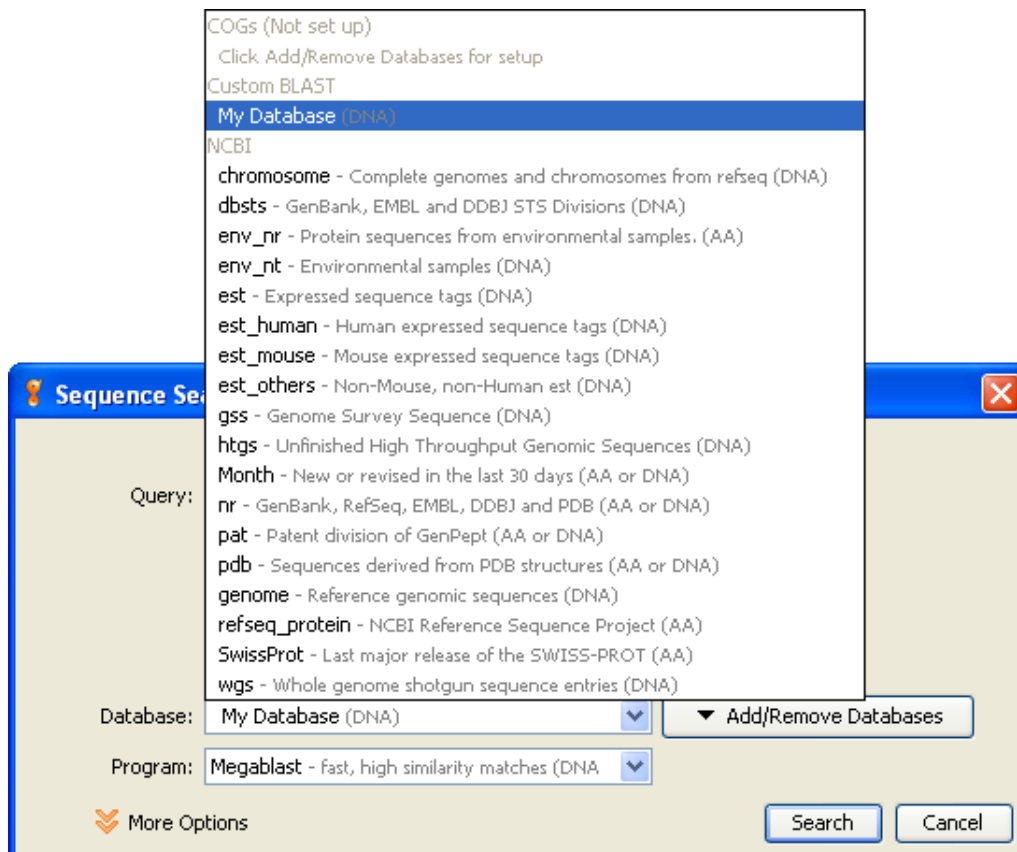 COGs (Not set up)
Click Add/Remove Databases for setup
Custom BLAST
My Database (DNA)
NCBI
chromosome - Complete genomes and chromosomes from refseq (DNA)
dbsts - GenBank, EMBL and DDBJ STS Divisions (DNA)
env_nr - Protein sequences from environmental samples. (AA)
env_nt - Environmental samples (DNA)
est - Expressed sequence tags (DNA)
est_human - Human expressed sequence tags (DNA)
est_mouse - Mouse expressed sequence tags (DNA)
est_others - Non-Mouse, non-Human est (DNA)
Sequence Sea
gss - Genome Survey Sequence (DNA)
htgs - Unfinished High Throughput Genomic Sequences (DNA)
Month - New or revised in the last 30 days (AA or DNA)
Query:
nr - GenBank, RefSeq, EMBL, DDBJ and PDB (AA or DNA)
pat - Patent division of GenPept (AA or DNA)
pdb - Sequences derived from PDB structures (AA or DNA)
genome - Reference genomic sequences (DNA)
refseq_protein - NCBI Reference Sequence Project (AA)
SwissProt - Last major release of the SWISS-PROT (AA)
wgs - Whole genome shotgun sequence entries (DNA)
Database: My Database (DNA) Add/Remove Databases
Program: Megablast - fast, high similarity matches (DNA
More Options Search Cancel